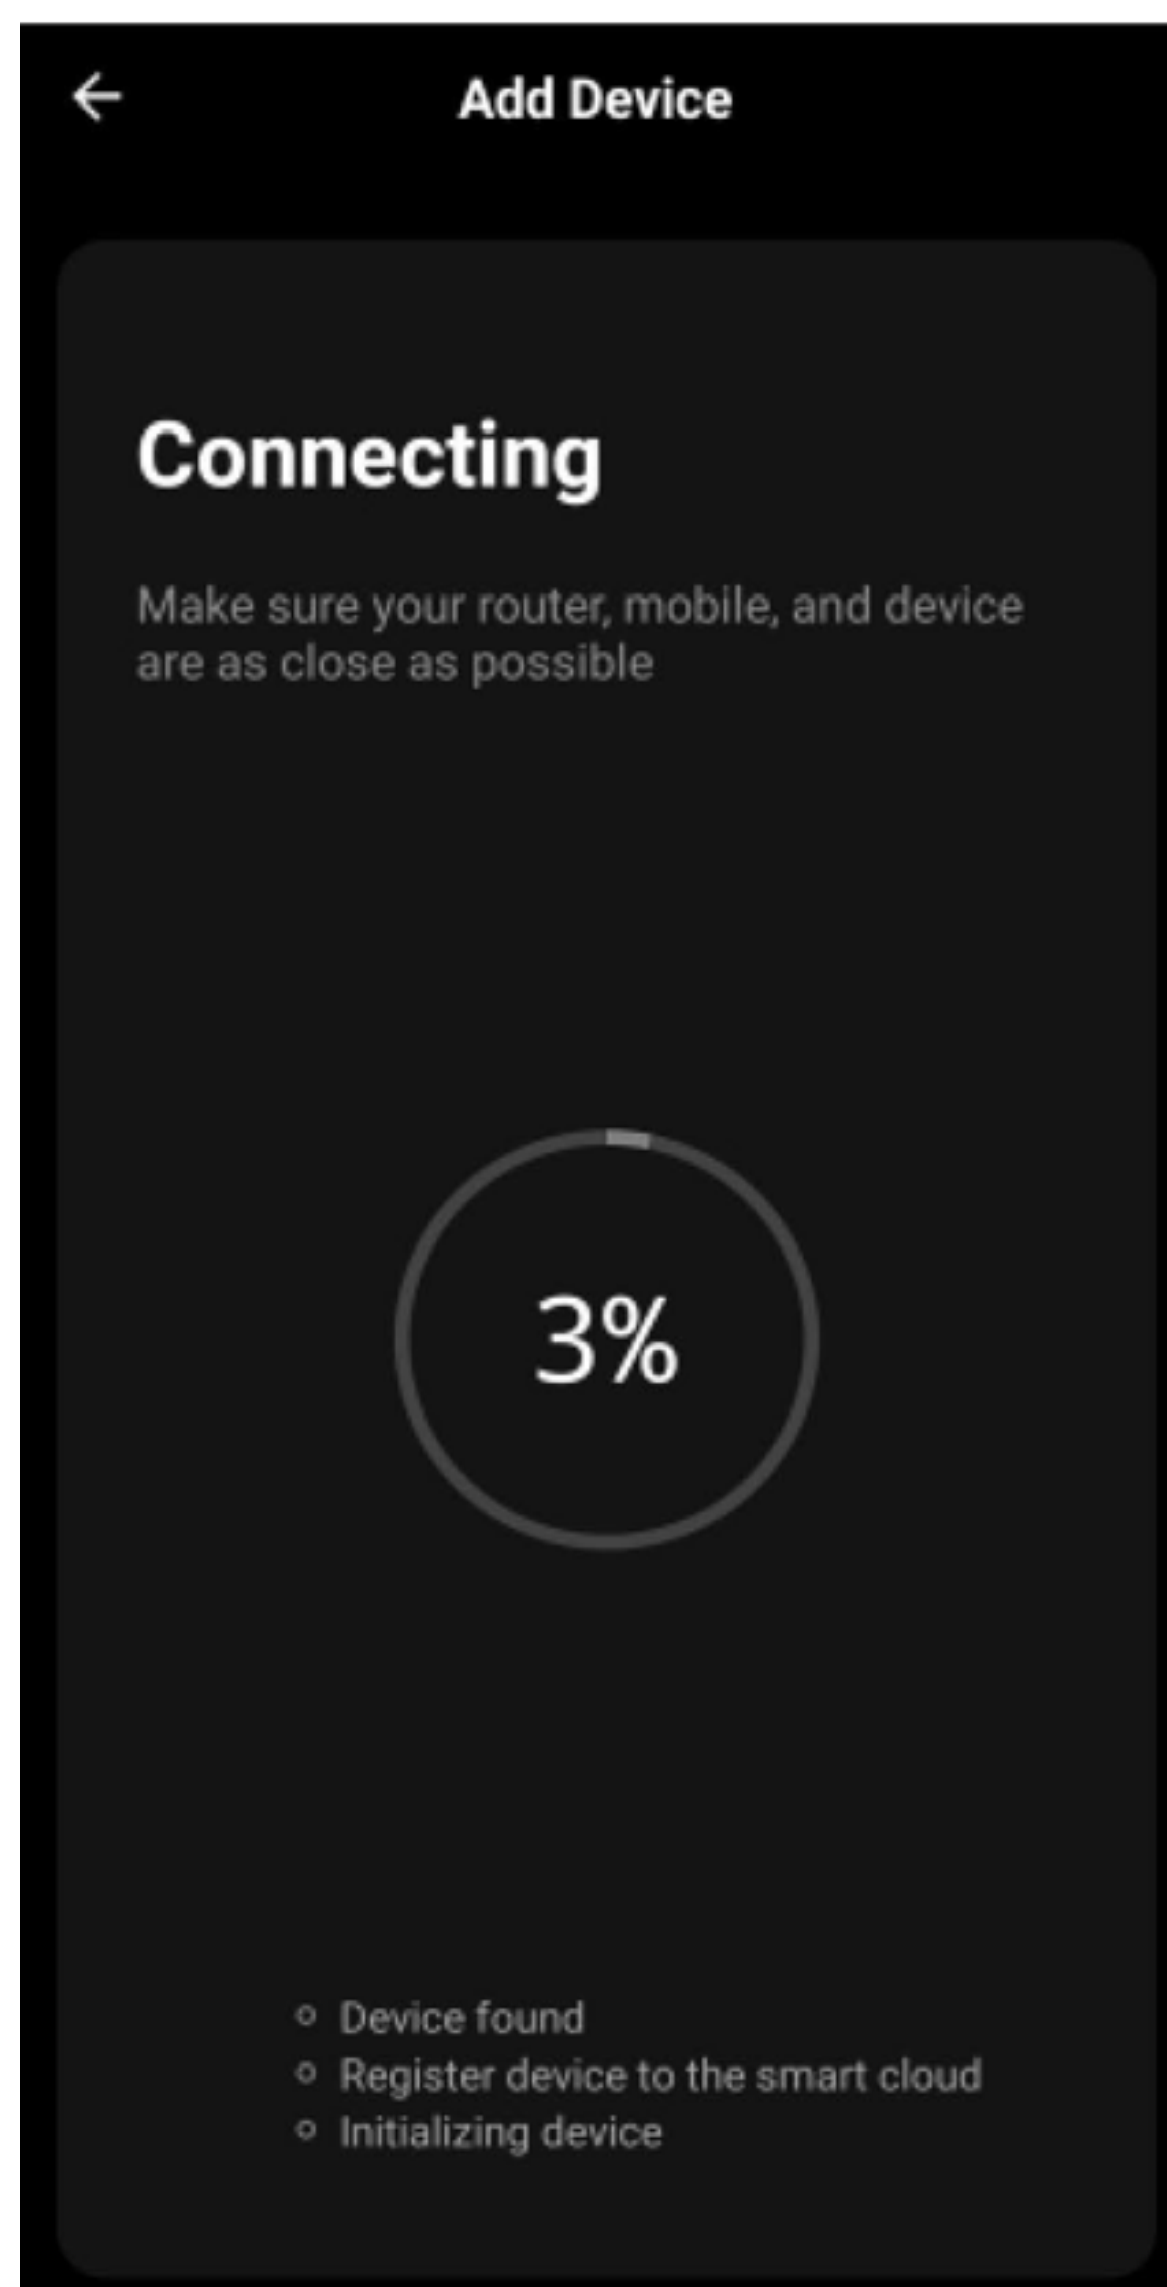 Add Device
Connecting
Make sure your router, mobile, and device
are as close as possible
3%
Device found
Register device to the smart cloud
Initializing device